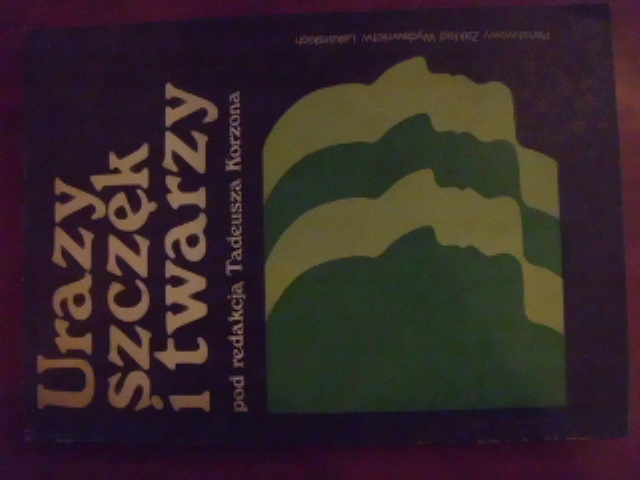 Urazy
szczęk
i twarzy
pod redakcją Tadeusza Korzona
Państwowy Zakład Wydawnictw Lekarskich